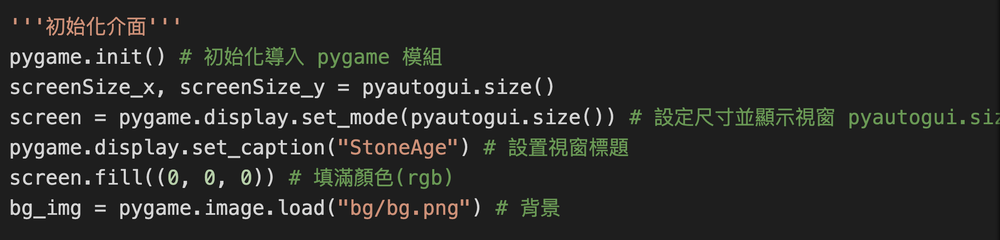 '''初始化介面'''
pygame.init() # 初始化導入 pygame 模組
screenSize_x, screenSize_y = pyautogui.size()
screen = pygame.display.set_mode(pyautogui.size()) # 設定尺寸並顯示視窗 pyautogui.siz
pygame.display.set_caption("StoneAge") # 設置視窗標題
screen.fill((0, 0, 0)) # 填滿顏色(rgb)
bg_img = pygame.image.load("bg/bg.png") # 背景